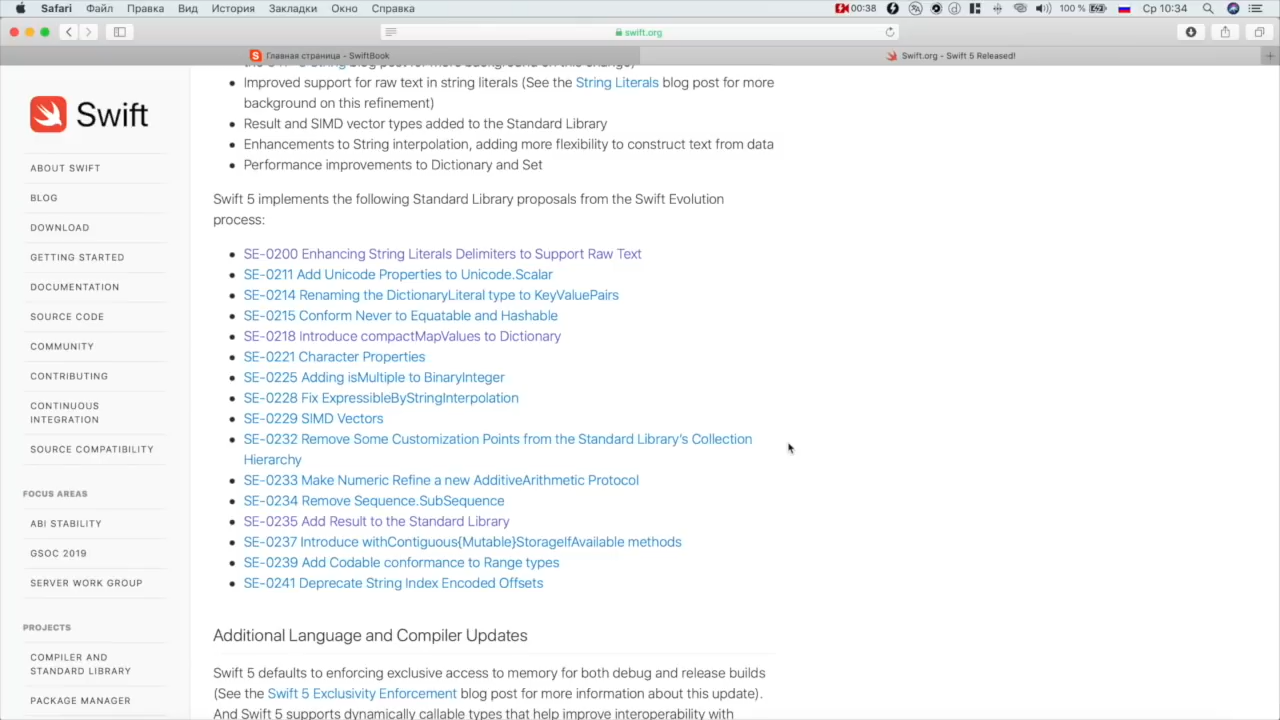 Safari Файл Правка Вид История Закладки Окно Справка 00:38 100 % Ср 10:34
swift.org
Главная страница - SwiftBook
Swift.org - Swift 5 Released!
Swift
ABOUT SWIFT
BLOG
DOWNLOAD
GETTING STARTED
DOCUMENTATION
SOURCE CODE
COMMUNITY
CONTRIBUTING
CONTINUOUS
INTEGRATION
SOURCE COMPATIBILITY
FOCUS AREAS
ABI STABILITY
GSOC 2019
SERVER WORK GROUP
PROJECTS
COMPILER AND
STANDARD LIBRARY
PACKAGE MANAGER
Improved support for raw text in string literals (See the String Literals blog post for more
background on this refinement)
Result and SIMD vector types added to the Standard Library
Enhancements to String interpolation, adding more flexibility to construct text from data
Performance improvements to Dictionary and Set
Swift 5 implements the following Standard Library proposals from the Swift Evolution
process:
SE-0200 Enhancing String Literals Delimiters to Support Raw Text
SE-0211 Add Unicode Properties to Unicode.Scalar
SE-0214 Renaming the DictionaryLiteral type to KeyValuePairs
SE-0215 Conform Never to Equatable and Hashable
SE-0218 Introduce compactMapValues to Dictionary
SE-0221 Character Properties
SE-0225 Adding isMultiple to BinaryInteger
SE-0228 Fix ExpressibleByStringInterpolation
SE-0229 SIMD Vectors
SE-0232 Remove Some Customization Points from the Standard Library's Collection
Hierarchy
SE-0233 Make Numeric Refine a new AdditiveArithmetic Protocol
SE-0234 Remove Sequence.SubSequence
SE-0235 Add Result to the Standard Library
SE-0237 Introduce withContiguous{Mutable}StorageIfAvailable methods
SE-0239 Add Codable conformance to Range types
SE-0241 Deprecate String Index Encoded Offsets
Additional Language and Compiler Updates
Swift 5 defaults to enforcing exclusive access to memory for both debug and release builds
(See the Swift 5 Exclusivity Enforcement blog post for more information about this update).
And Swift 5 supports dynamically callable types that help improve interoperability with